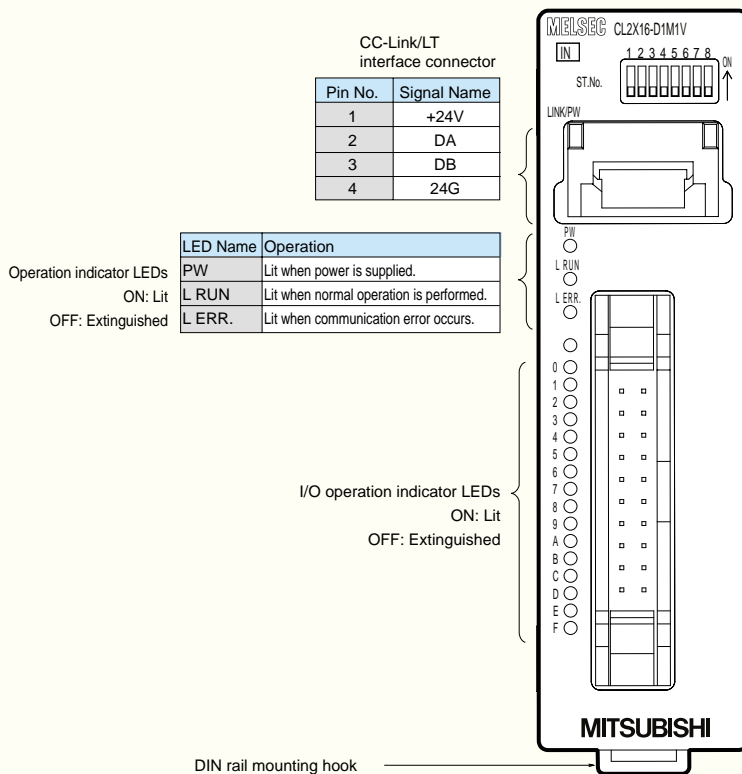 MELSEC CL2X16-D1M1V
IN
1 2 3 4 5 6 7 8
ON
ST.No.
LINK/PW
CC-Link/LT
interface connector
Pin No. Signal Name
1 +24V
2 DA
3 DB
4 24G
PW
L RUN
L ERR.
Operation indicator LEDs
ON: Lit
OFF: Extinguished
LED Name Operation
PW Lit when power is supplied.
L RUN Lit when normal operation is performed.
L ERR. Lit when communication error occurs.
0
1
2
3
4
5
6
7
8
9
A
B
C
D
E
F
I/O operation indicator LEDs
ON: Lit
OFF: Extinguished
MITSUBISHI
DIN rail mounting hook